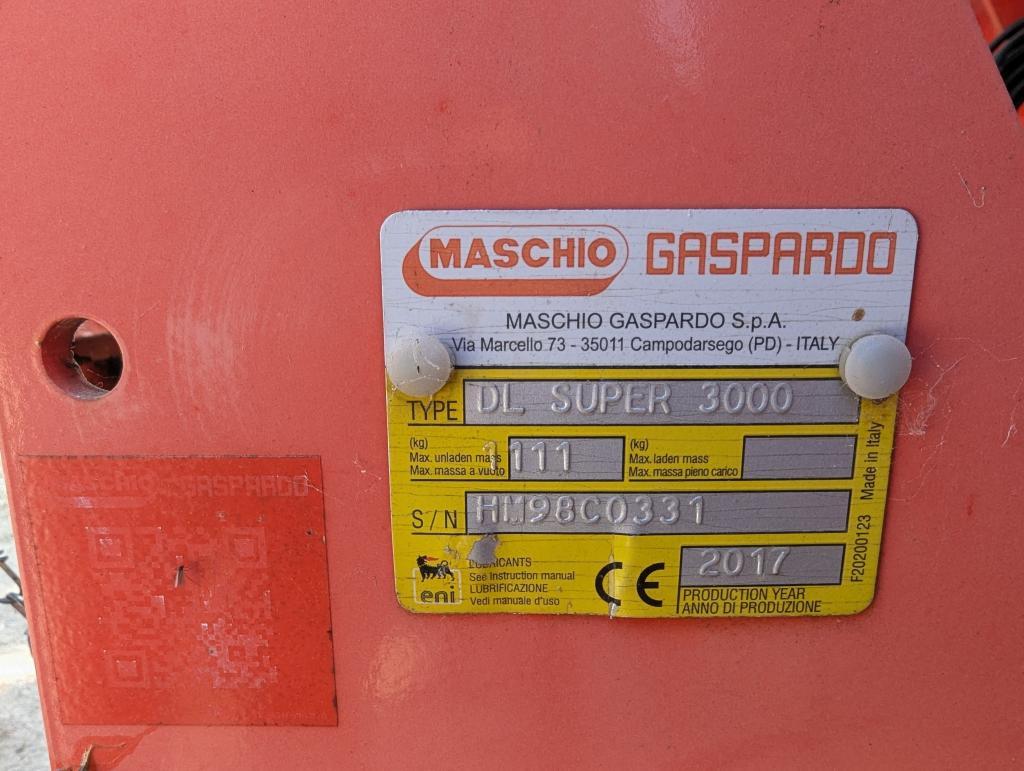 MASCHIO GASPARDO
MASCHIO GASPARDO S.p.A.
Via Marcello 73 - 35011 Campodarsego (PD) - ITALY
TYPE DL SUPER 3000
(kg)
Max. unladen mass
Max. massa a vuoto
1111
(kg)
Max. laden mass
Max. massa pieno carico
S/N HM98C0331
LUBRICANTS
See Instruction manual
LUBRIFICAZIONE
Vedi manuale d'uso
eni
CE
2017
PRODUCTION YEAR
ANNO DI PRODUZIONE
F20200123 Made in Italy
MASCHIO GASPARDO